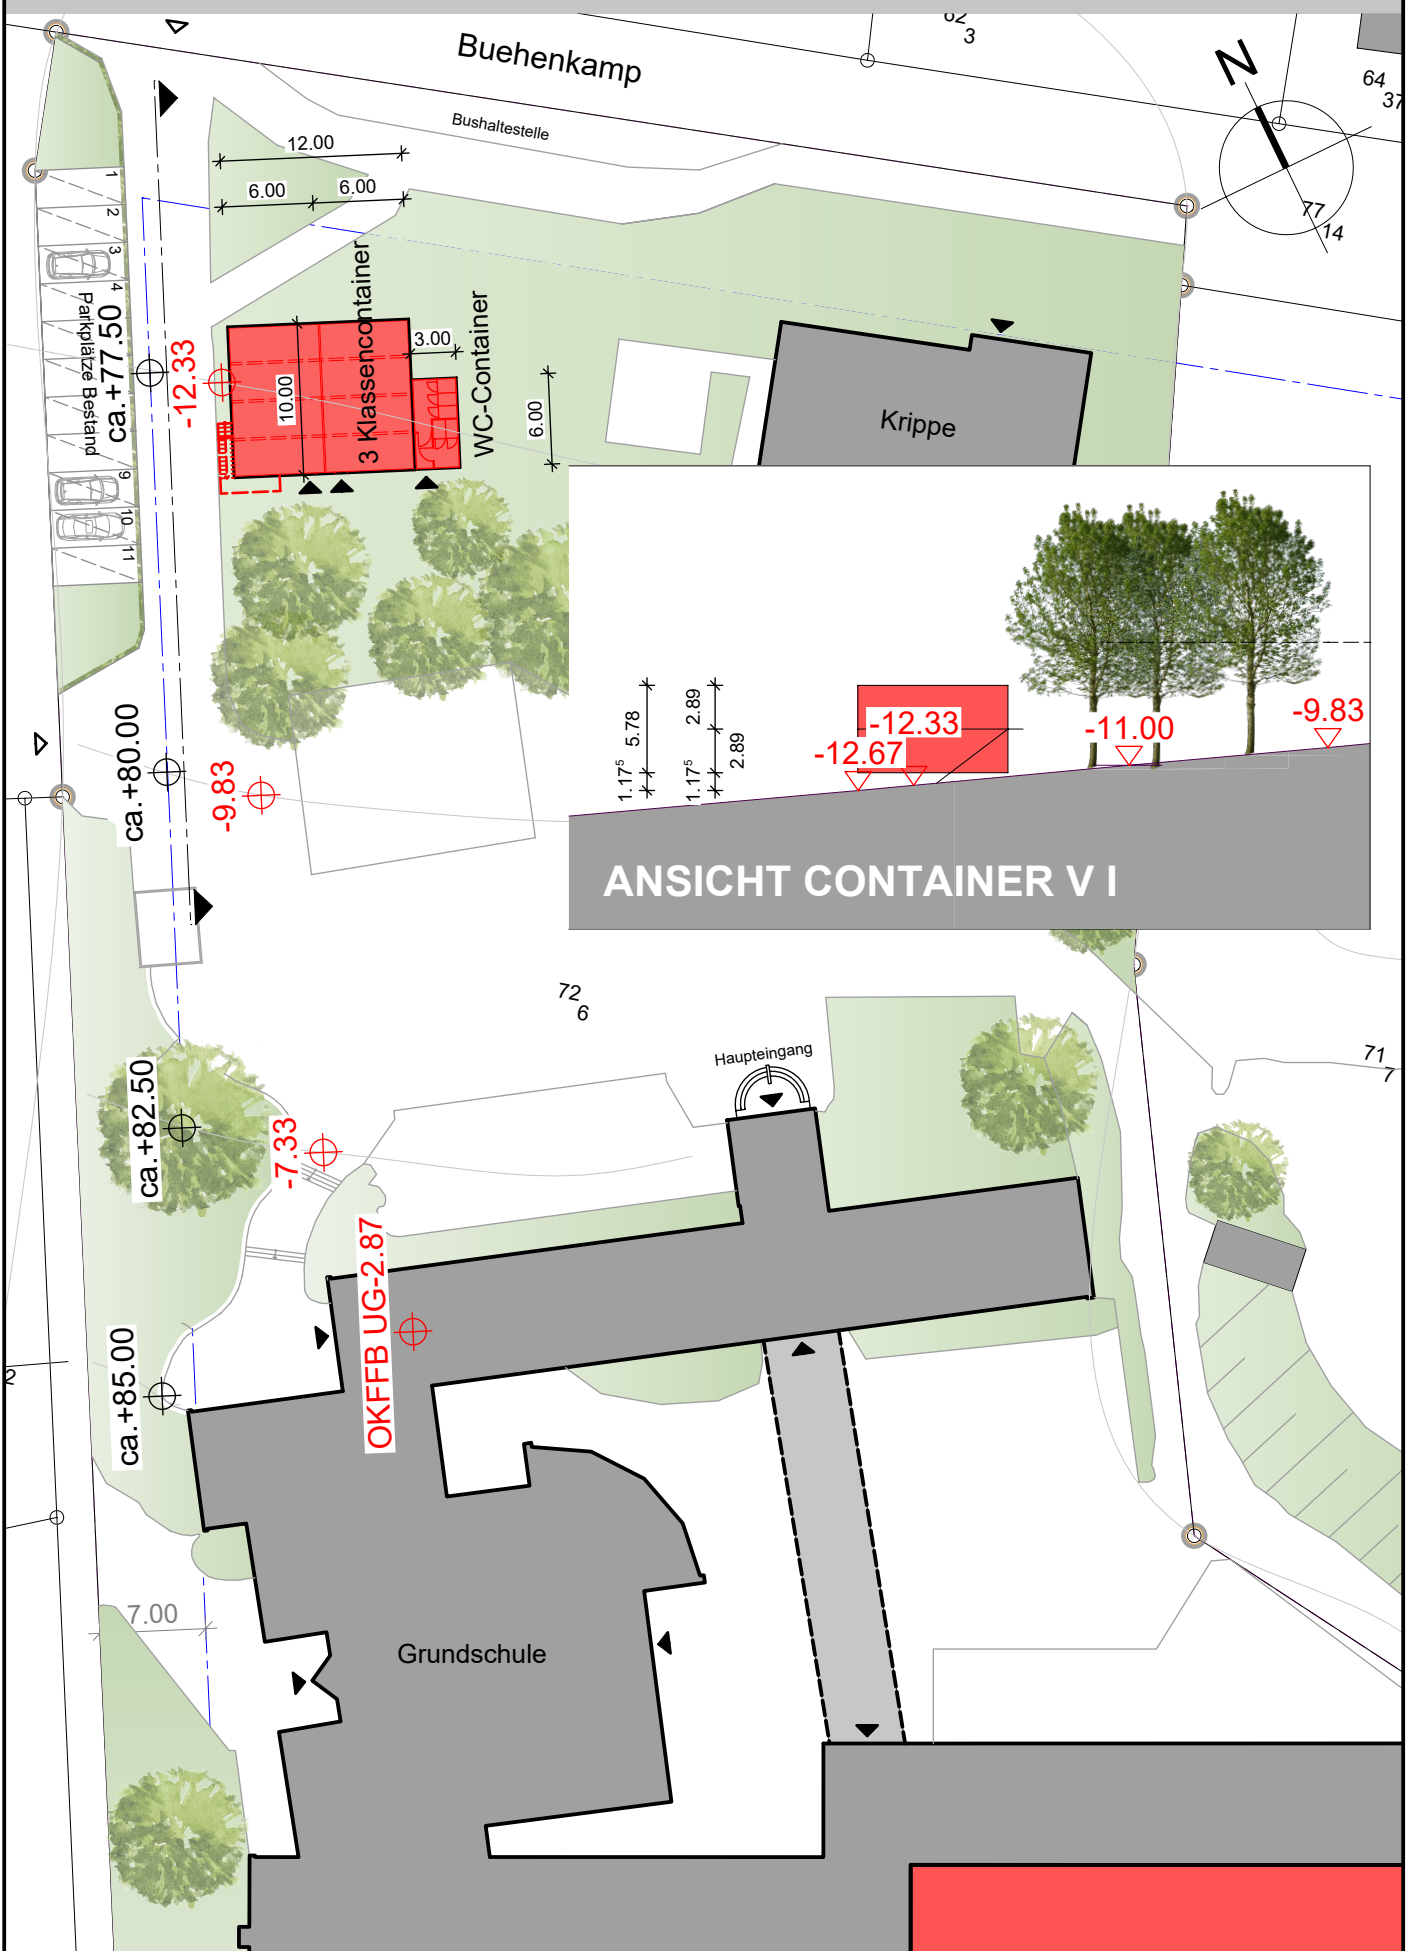 62
3
Buehenkamp
N
64
37
Bushaltestelle
12.00
6.00
6.00
77
14
1
2
3
4
9
10
11
Parkplätze Bestand
ca.+77.50
-12.33
10.00
3 Klassencontainer
3.00
WC-Container
6.00
Krippe
5.78
1.17⁵
2.89
2.89
1.17⁵
-12.33
-12.67
-11.00
-9.83
ANSICHT CONTAINER V I
ca.+80.00
-9.83
72
6
Haupteingang
71
7
ca.+82.50
-7.33
OKFFB UG-2.87
ca.+85.00
2
7.00
Grundschule